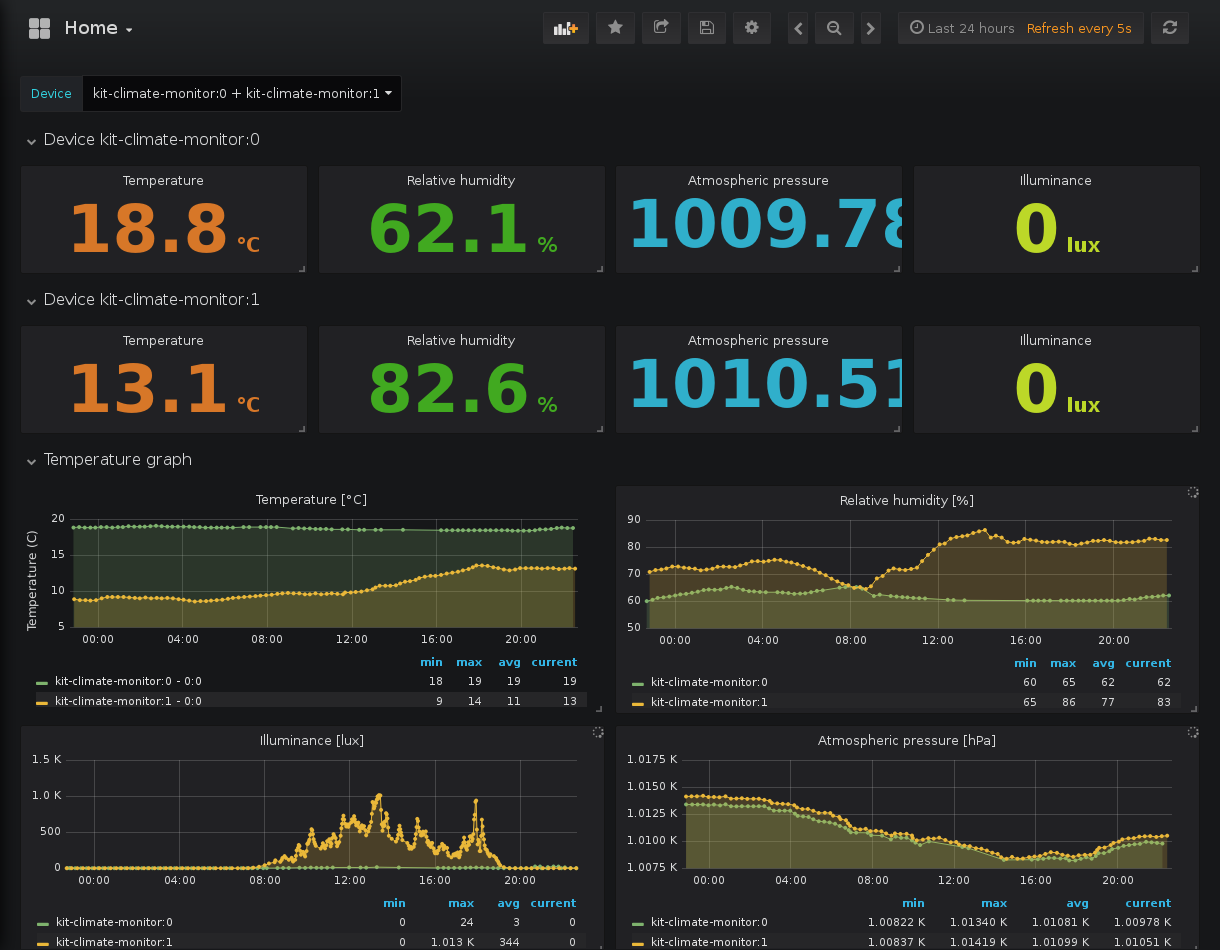 Home
Last 24 hours Refresh every 5s
Device kit-climate-monitor:0 + kit-climate-monitor:1
Device kit-climate-monitor:0
Temperature Relative humidity Atmospheric pressure Illuminance
18.8 °C 62.1 % 1009.78 0 lux
Device kit-climate-monitor:1
Temperature Relative humidity Atmospheric pressure Illuminance
13.1 °C 82.6 % 1010.51 0 lux
Temperature graph
Temperature [°C]
Temperature (C)
20
15
10
5
00:00 04:00 08:00 12:00 16:00 20:00
min max avg current
kit-climate-monitor:0 - 0:0 18 19 19 19
kit-climate-monitor:1 - 0:0 9 14 11 13
Relative humidity [%]
90
80
70
60
50
00:00 04:00 08:00 12:00 16:00 20:00
min max avg current
kit-climate-monitor:0 60 65 62 62
kit-climate-monitor:1 65 86 77 83
Illuminance [lux]
1.5 K
1.0 K
500
0
00:00 04:00 08:00 12:00 16:00 20:00
min max avg current
kit-climate-monitor:0 0 24 3 0
kit-climate-monitor:1 0 1.013 K 344 0
Atmospheric pressure [hPa]
1.0175 K
1.0150 K
1.0125 K
1.0100 K
1.0075 K
00:00 04:00 08:00 12:00 16:00 20:00
min max avg current
kit-climate-monitor:0 1.00822 K 1.01340 K 1.01081 K 1.00978 K
kit-climate-monitor:1 1.00837 K 1.01419 K 1.01099 K 1.01051 K